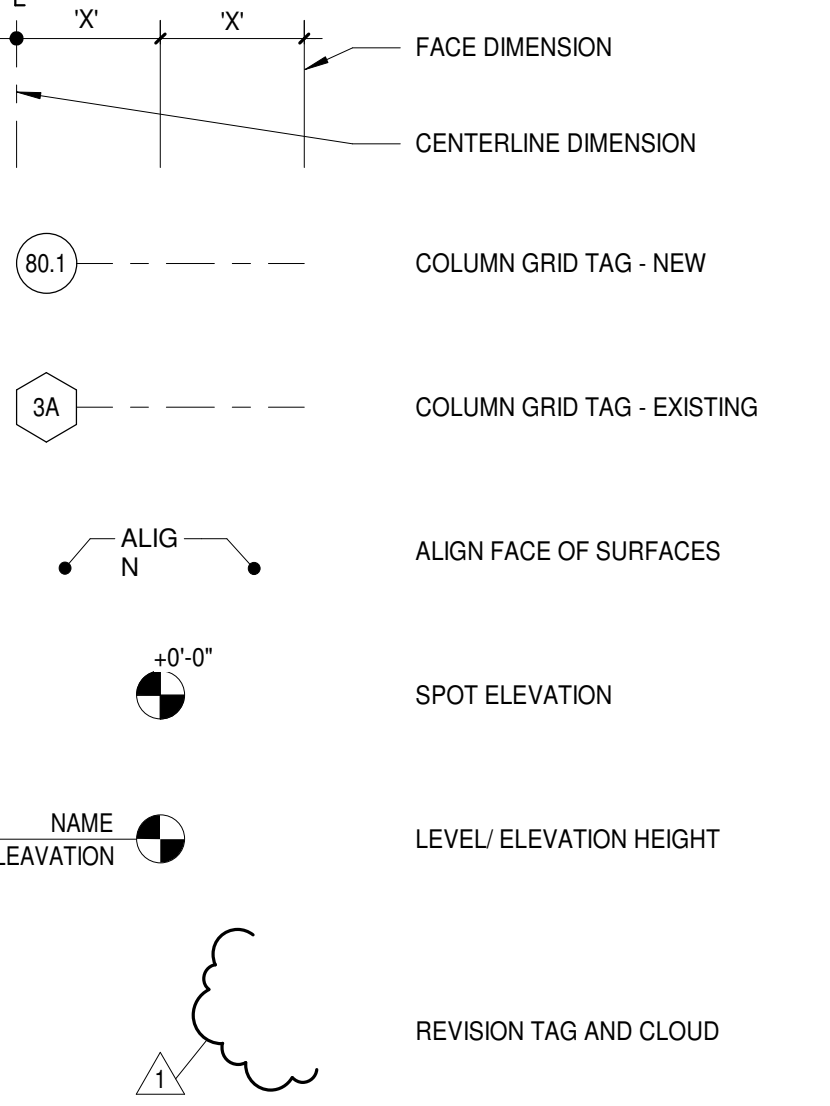 'X' 'X'
FACE DIMENSION
CENTERLINE DIMENSION
80.1 COLUMN GRID TAG - NEW
3A COLUMN GRID TAG - EXISTING
ALIG
N
ALIGN FACE OF SURFACES
+0'-0"
SPOT ELEVATION
NAME
LEAVATION
LEVEL/ ELEVATION HEIGHT
REVISION TAG AND CLOUD
1